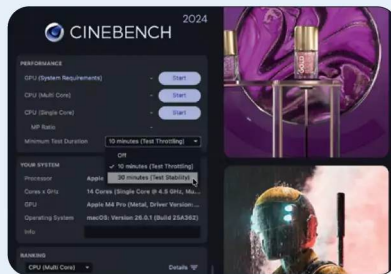 2024
CINEBENCH
PERFORMANCE
GPU (System Requirements) - Start
CPU (Multi Core) - Start
CPU (Single Core) - Start
MP Ratio -
Minimum Test Duration 10 minutes (Test Throttling)
Off
✓ 10 minutes (Test Throttling)
30 minutes (Test Stability)
YOUR SYSTEM
Processor Apple
Cores x GHz 14 Cores (Single Core @ 4.5 GHz, Mu...
GPU Apple M4 Pro (Metal, Driver Version:...
Operating System macOS: Version 26.0.1 (Build 25A362)
Info
RANKING
CPU (Multi Core) Details
GOLD